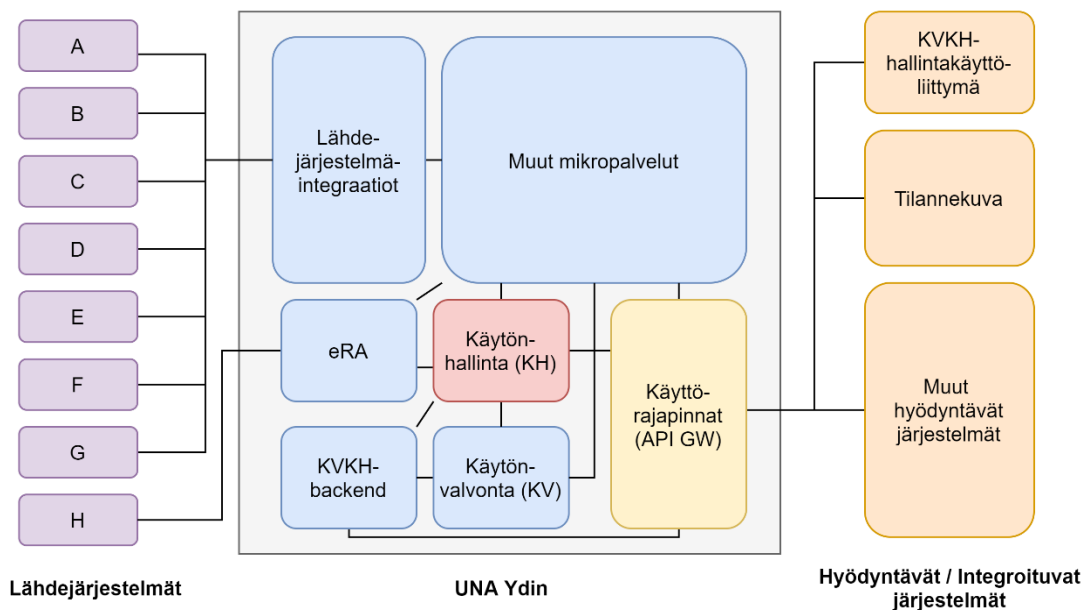 A
B
C
D
E
F
G
H
Lähdejärjestelmät
Lähde-
järjestelmä-
integraatiot
Muut mikropalvelut
eRA
Käytön-
hallinta (KH)
KVKH-
backend
Käytön-
valvonta (KV)
Käyttö-
rajapinnat
(API GW)
UNA Ydin
KVKH-
hallintakäyttö-
liittymä
Tilannekuva
Muut
hyödyntävät
järjestelmät
Hyödyntävät / Integroituvat
järjestelmät